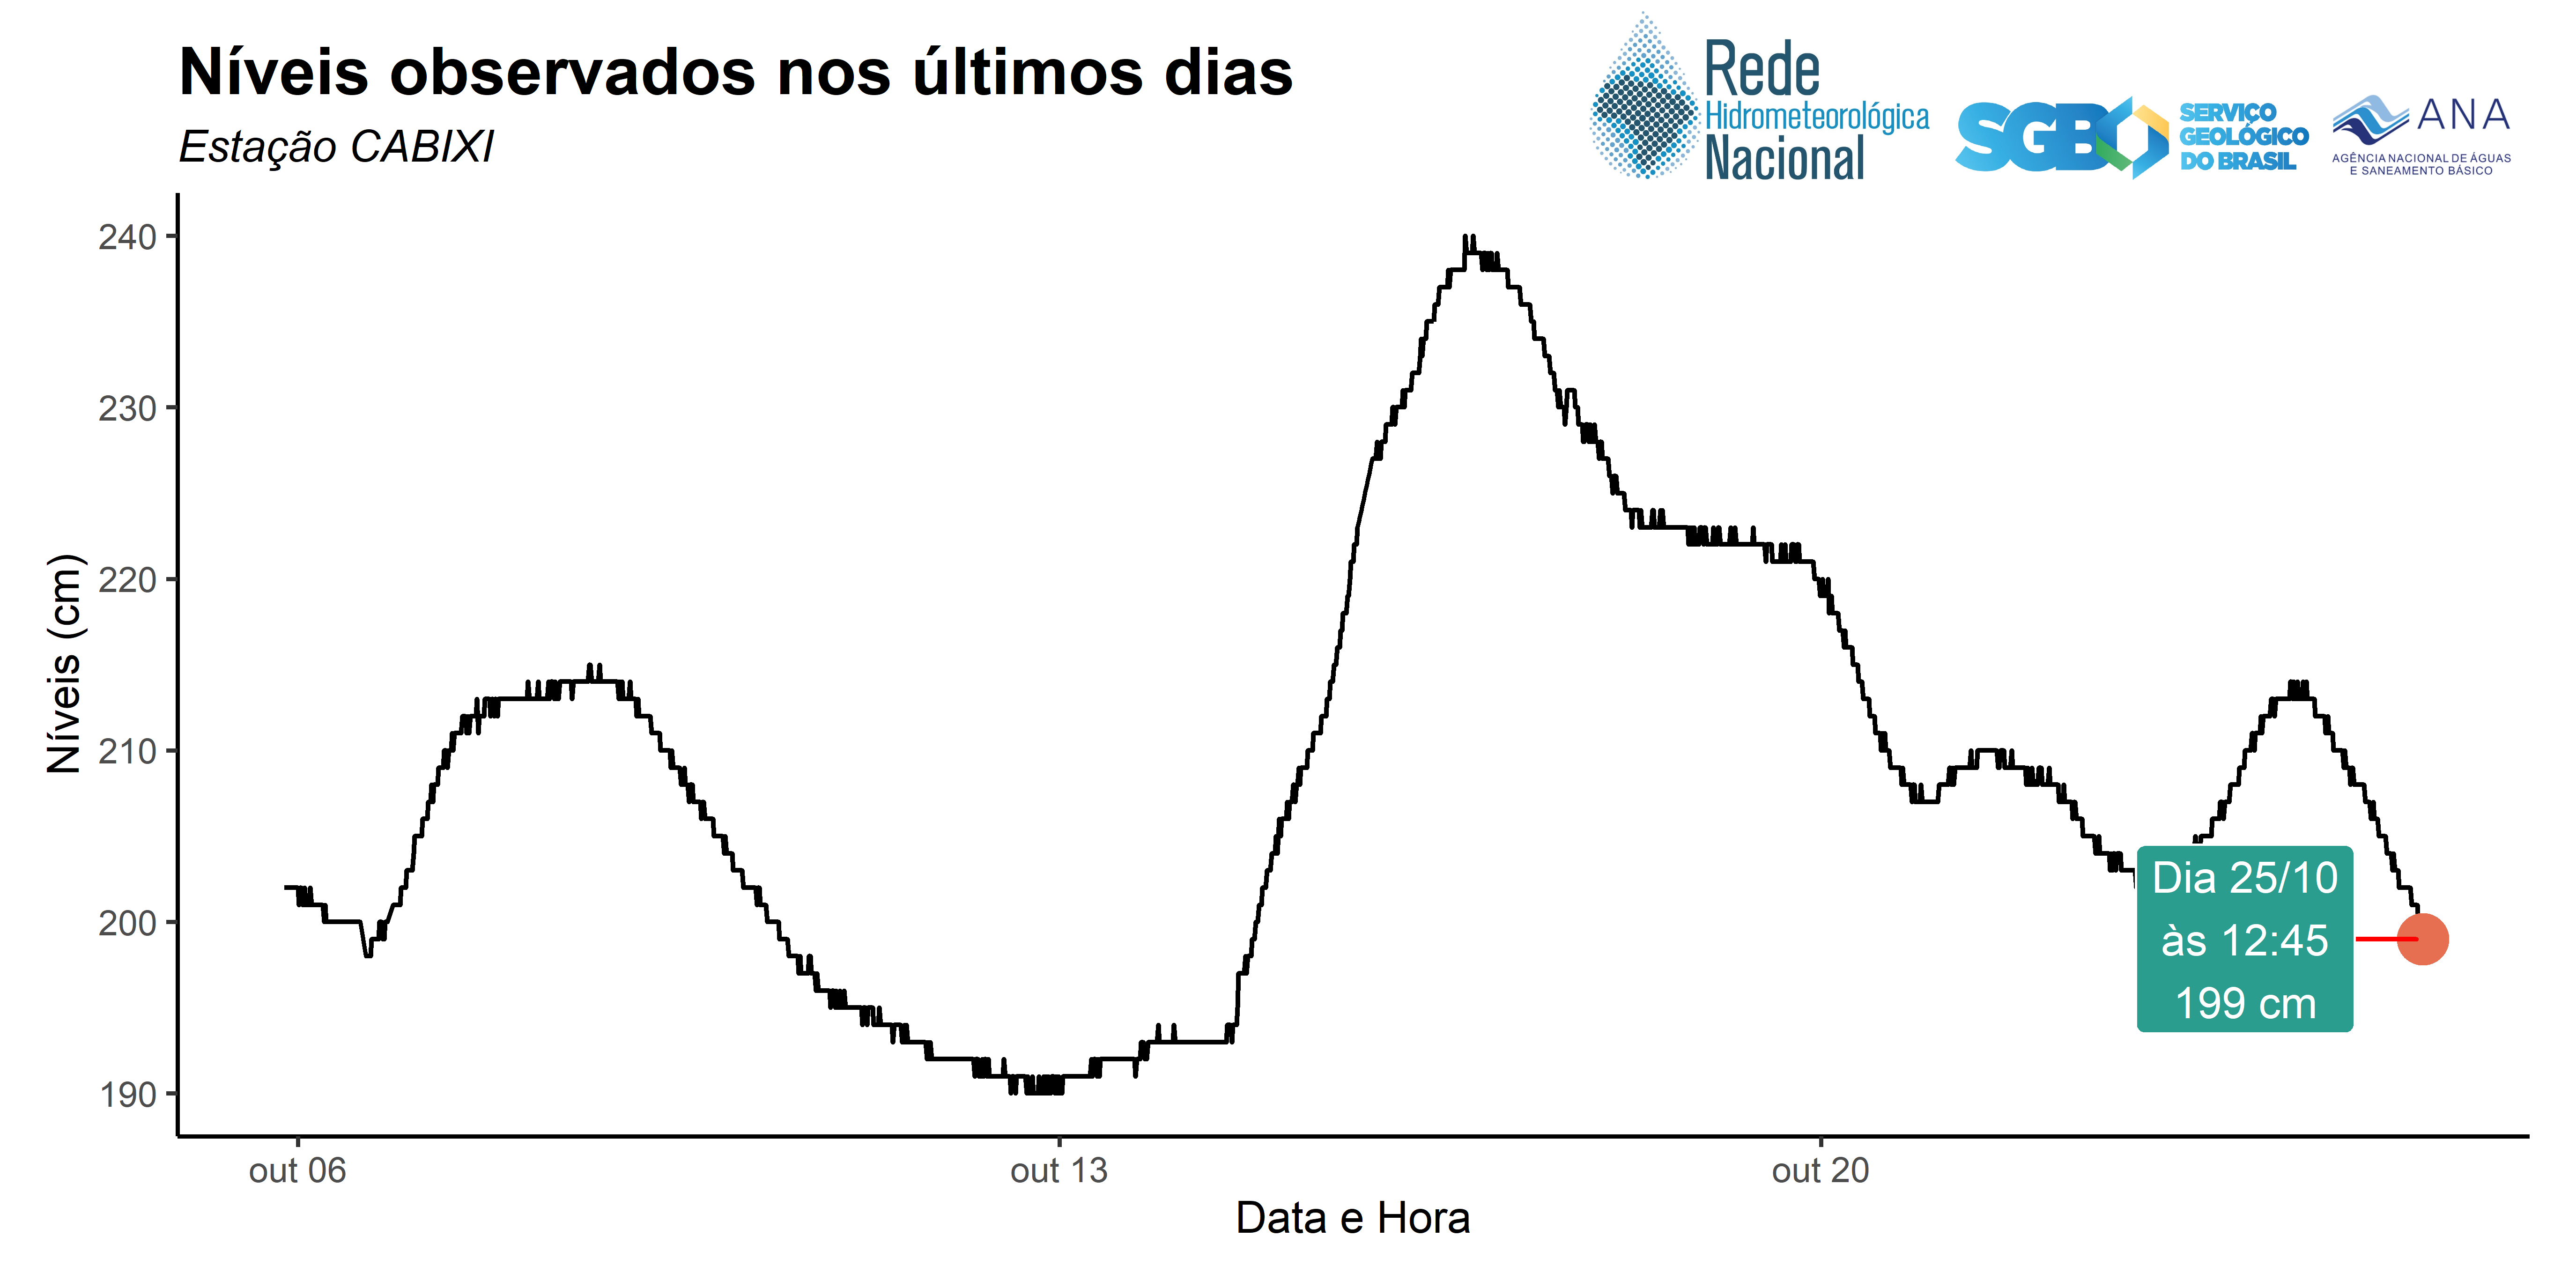 Níveis observados nos últimos dias
Estação CABIXI
Rede
Hidrometeorológica
Nacional
SGB
SERVIÇO
GEOLÓGICO
DO BRASIL
ANA
AGÊNCIA NACIONAL DE ÁGUAS
E SANEAMENTO BÁSICO
Níveis (cm)
240
230
220
210
200
190
Dia 25/10
às 12:45
199 cm
out 06
out 13
out 20
Data e Hora